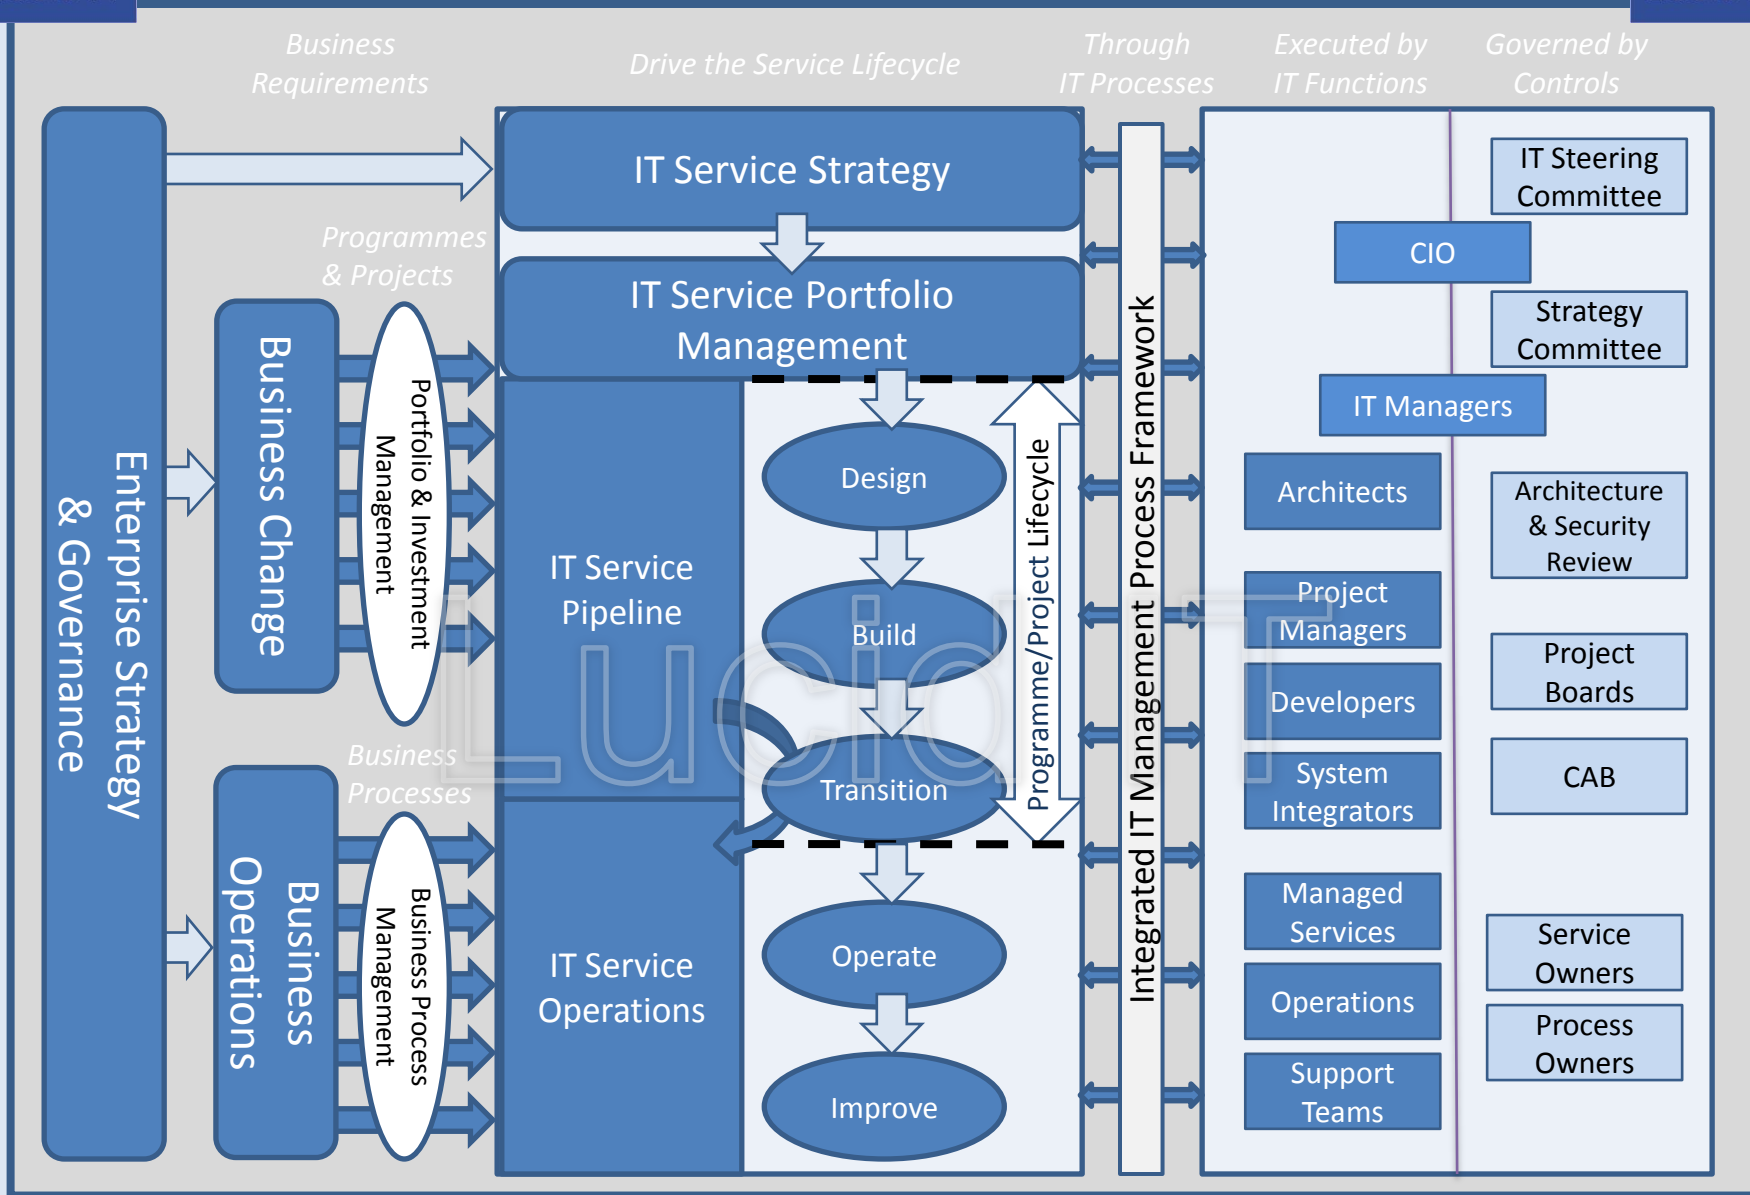 Business
Requirements
Drive the Service Lifecycle
Through
IT Processes
Executed by
IT Functions
Governed by
Controls
Enterprise Strategy
& Governance
Programmes
& Projects
Business Change
Portfolio & Investment
Management
Business
Processes
Business
Operations
Business Process
Management
IT Service Strategy
IT Service Portfolio
Management
IT Service
Pipeline
IT Service
Operations
Design
Build
Transition
Operate
Improve
Programme/Project Lifecycle
Integrated IT Management Process Framework
IT Steering
Committee
CIO
Strategy
Committee
IT Managers
Architects
Architecture
& Security
Review
Project
Managers
Developers
Project
Boards
System
Integrators
CAB
Managed
Services
Operations
Support
Teams
Service
Owners
Process
Owners
Lucid IT